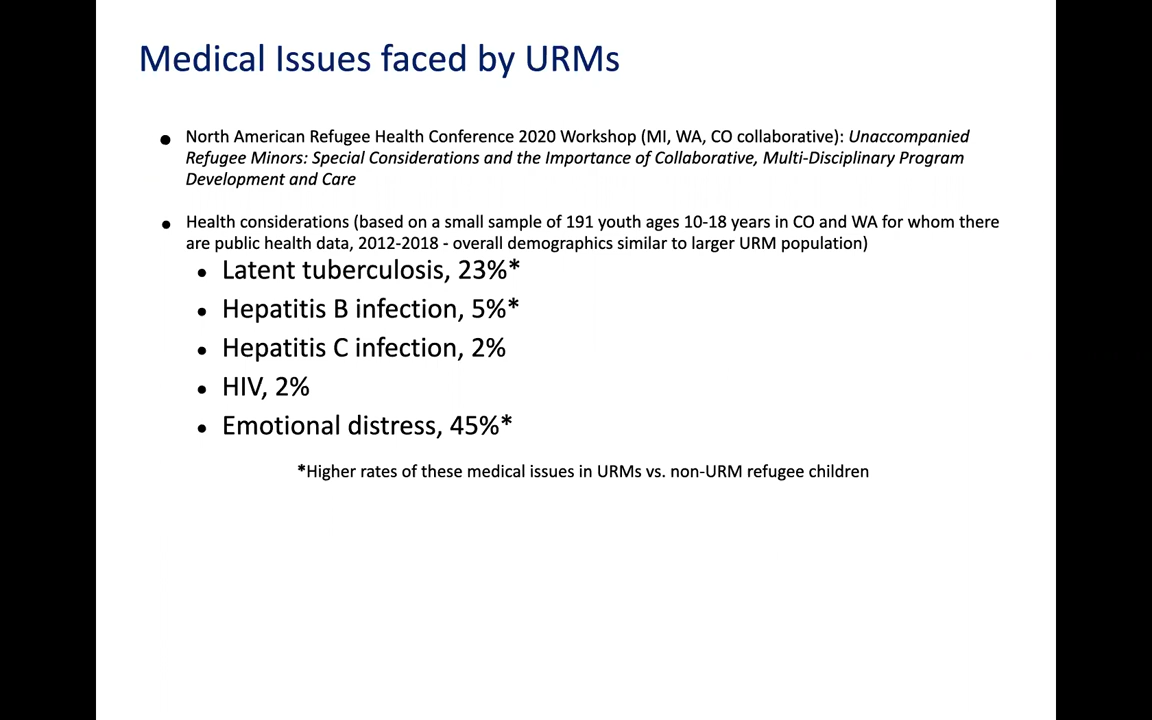 Medical Issues faced by URMs
● North American Refugee Health Conference 2020 Workshop (MI, WA, CO collaborative): Unaccompanied
Refugee Minors: Special Considerations and the Importance of Collaborative, Multi-Disciplinary Program
Development and Care
● Health considerations (based on a small sample of 191 youth ages 10-18 years in CO and WA for whom there
are public health data, 2012-2018 - overall demographics similar to larger URM population)
● Latent tuberculosis, 23%*
● Hepatitis B infection, 5%*
● Hepatitis C infection, 2%
● HIV, 2%
● Emotional distress, 45%*
*Higher rates of these medical issues in URMs vs. non-URM refugee children